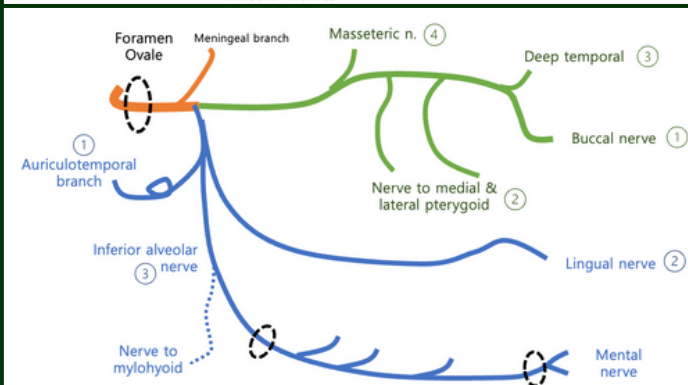 Foramen
Ovale
Meningeal branch
Masseteric n. ④
Deep temporal ③
Buccal nerve ①
①
Auriculotemporal
branch
Nerve to medial &
lateral pterygoid ②
Inferior alveolar
③ nerve
Lingual nerve ②
Nerve to
mylohyoid
Mental
nerve